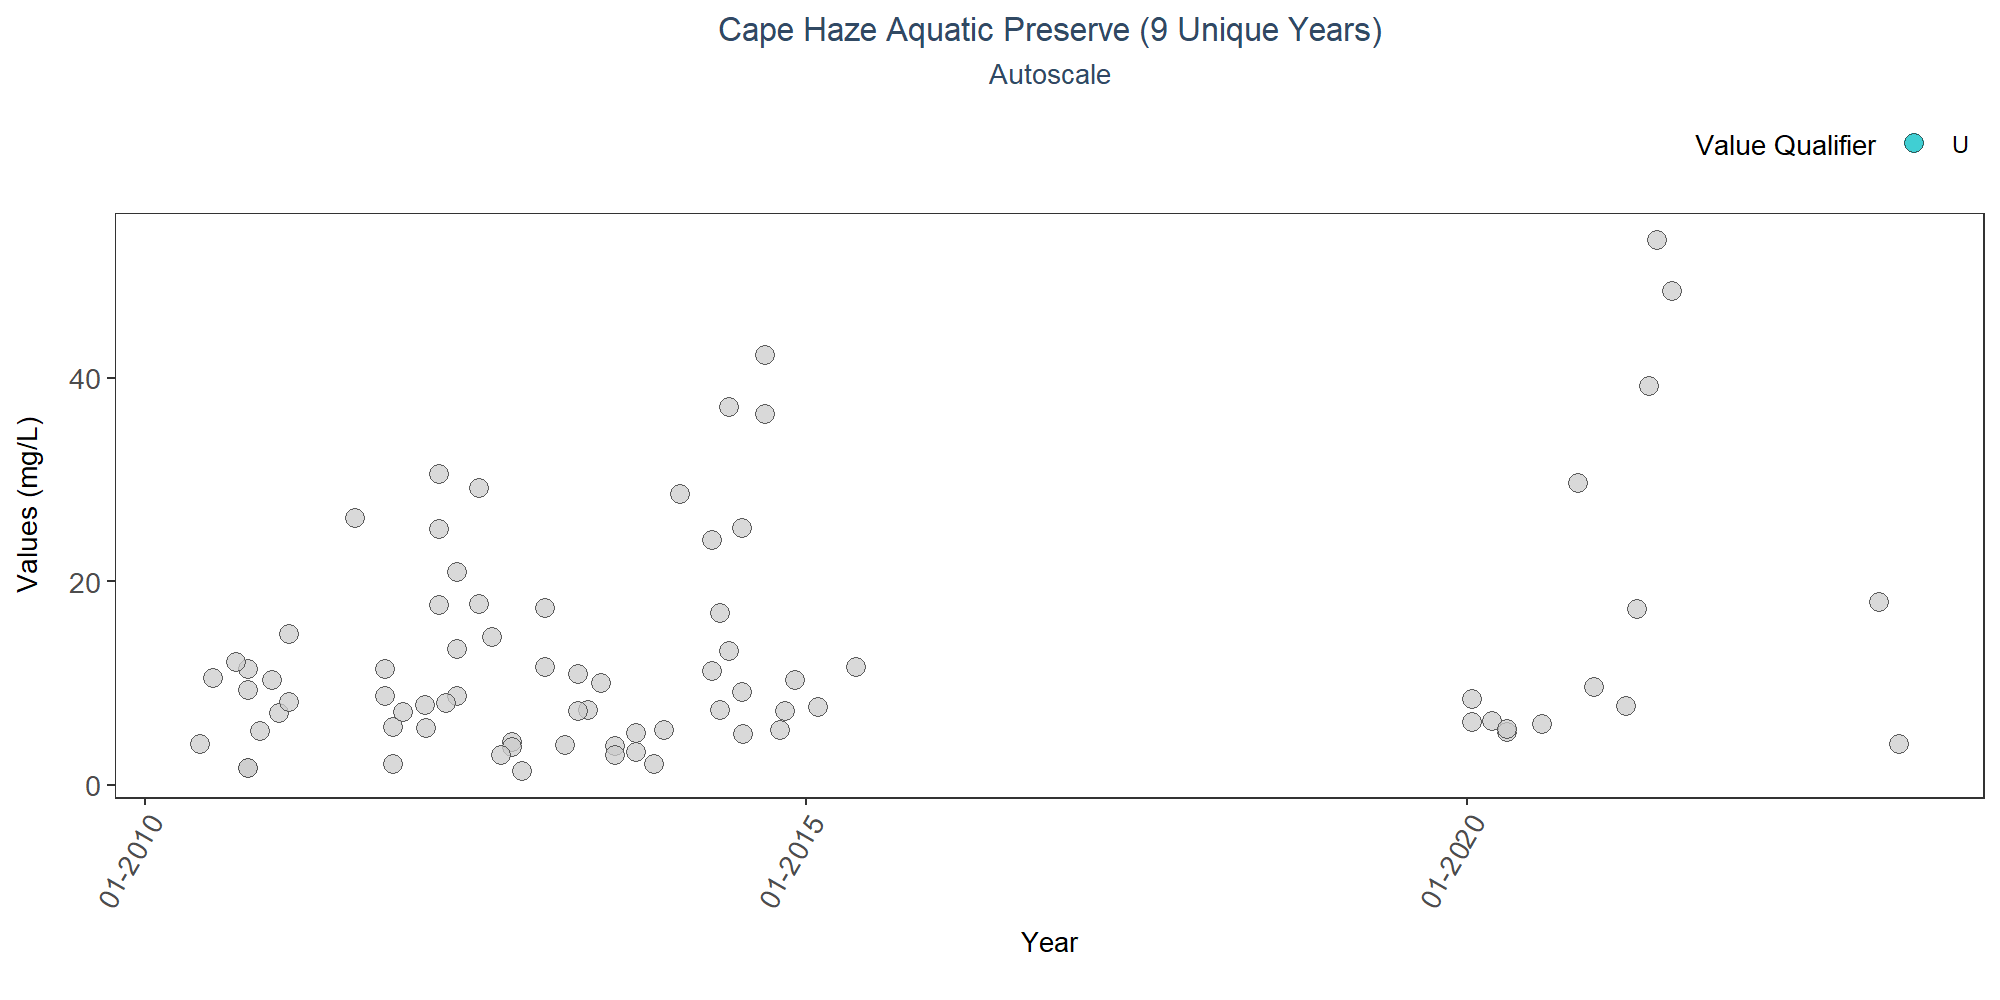 Cape Haze Aquatic Preserve (9 Unique Years)
Autoscale
Value Qualifier U
Values (mg/L)
40
20
0
01-2010 01-2015 01-2020
Year